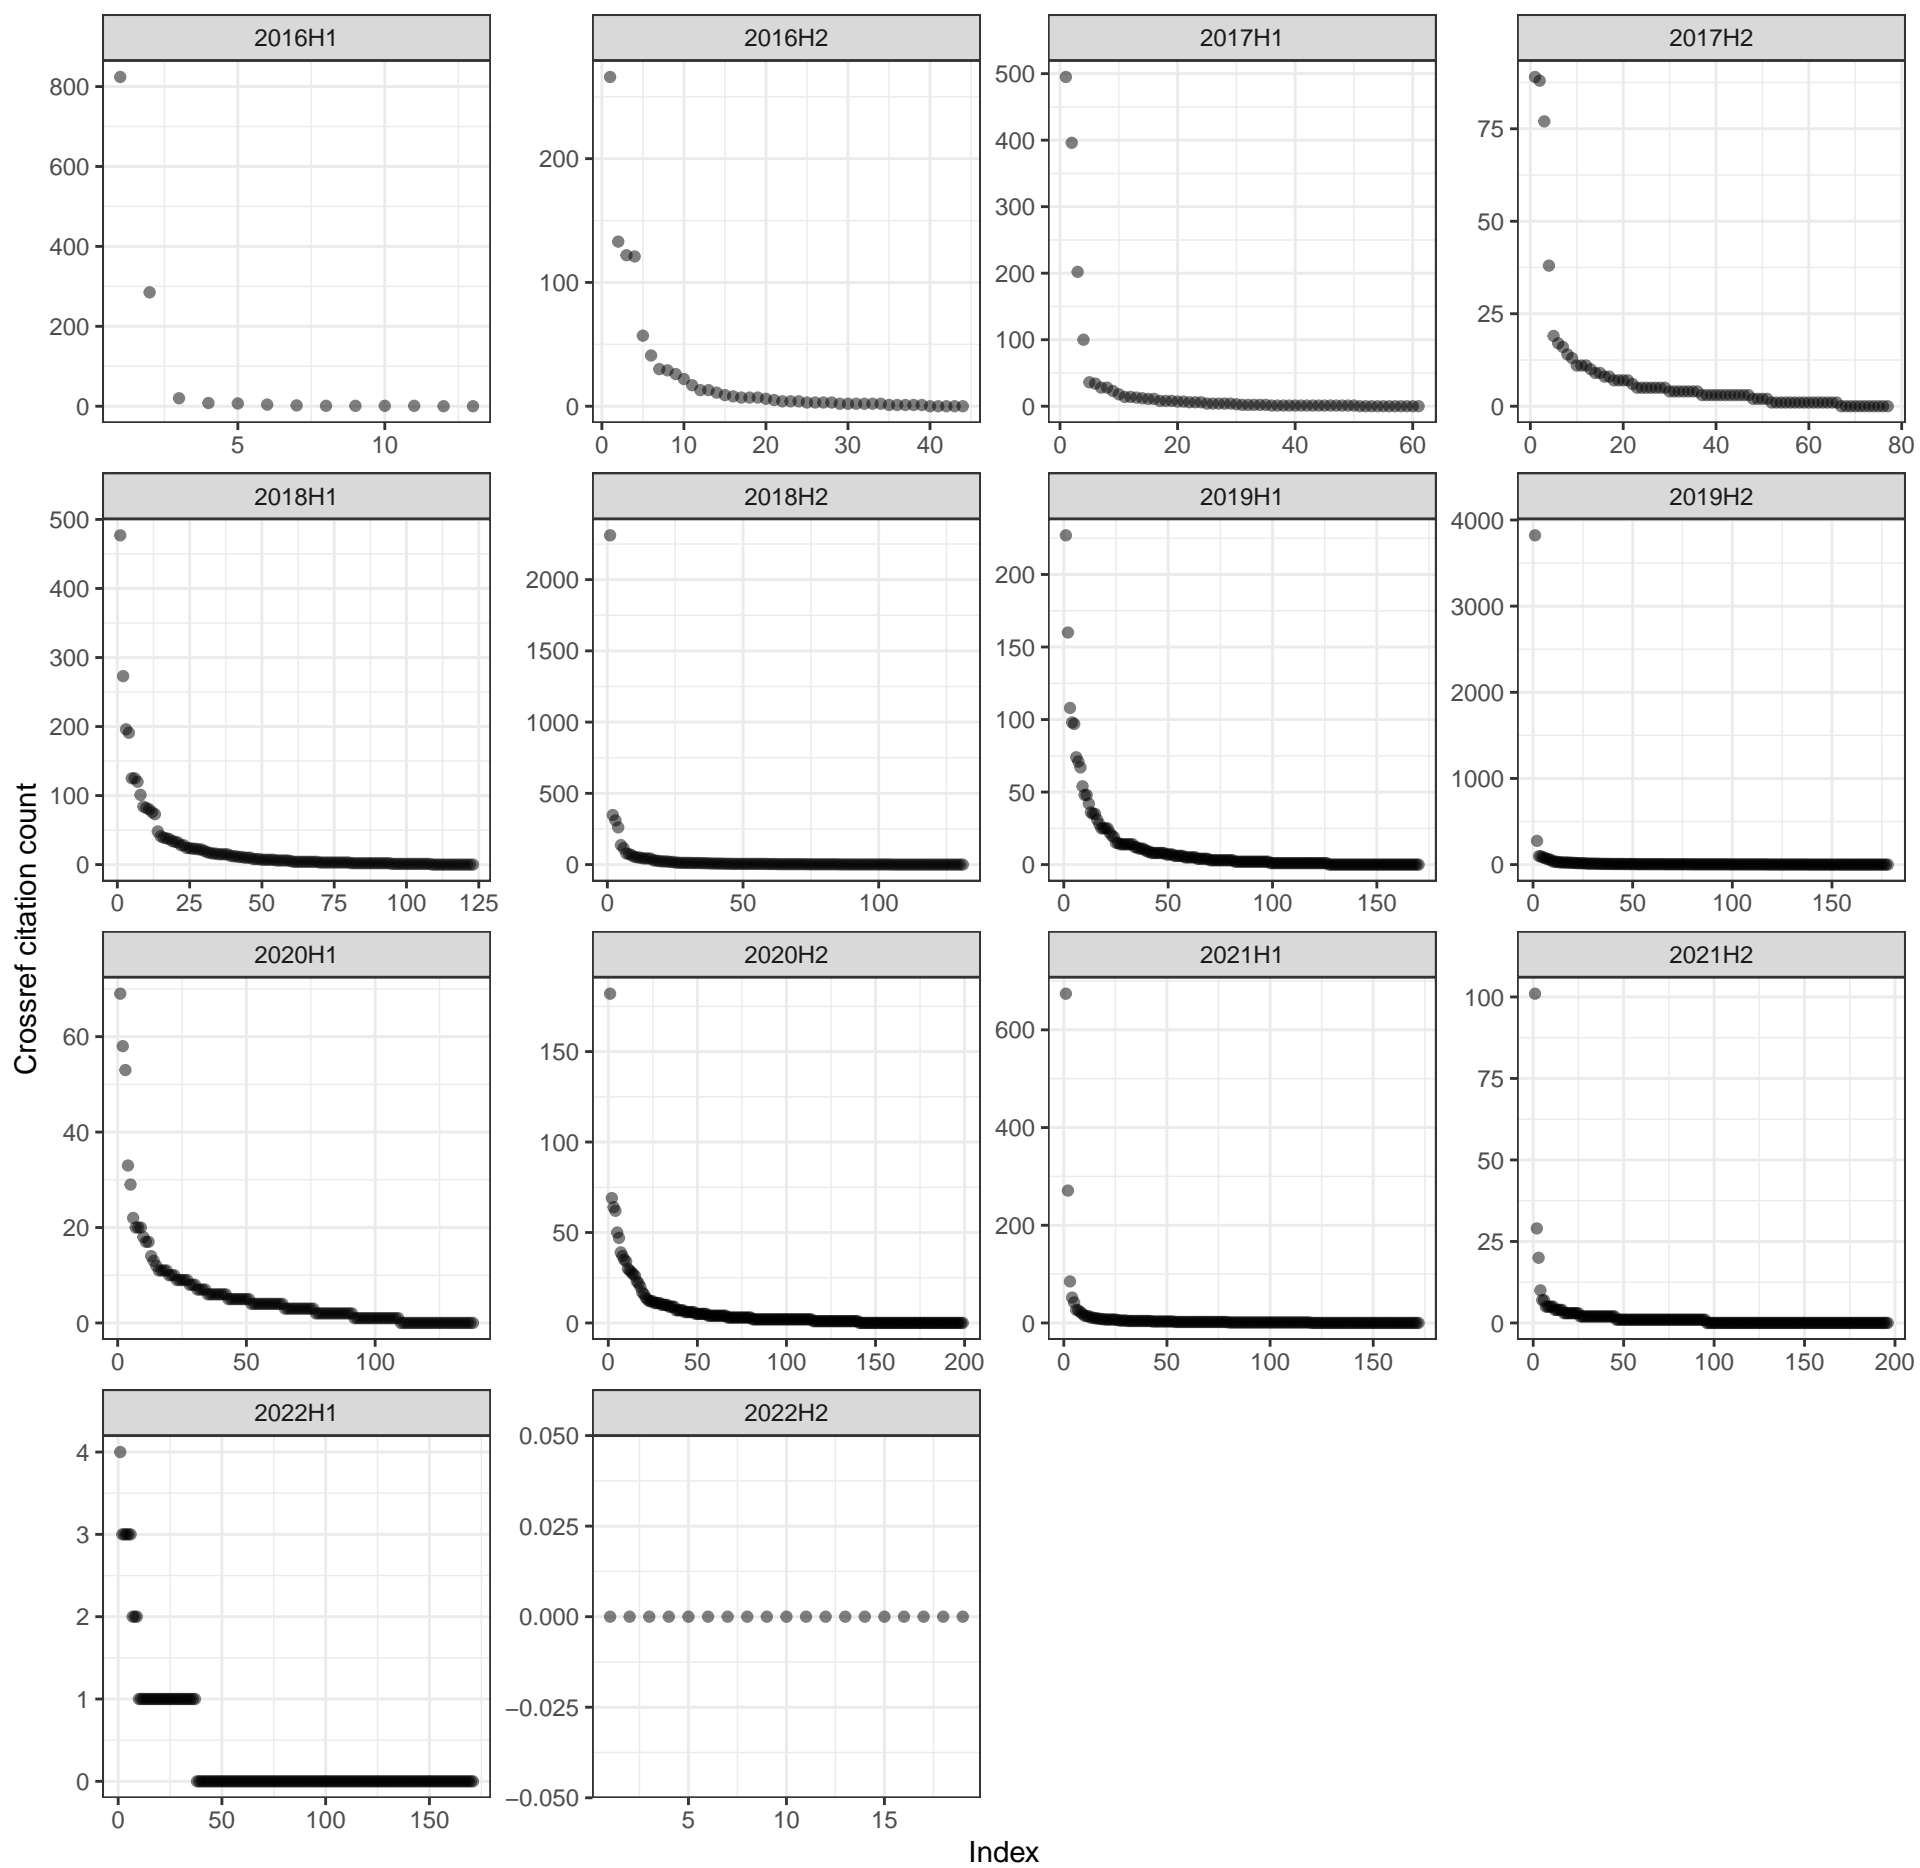 2016H1
2016H2
2017H1
2017H2
800
600
400
200
0
5 10
200
100
0
0 10 20 30 40
500
400
300
200
100
0
0 20 40 60
75
50
25
0
0 20 40 60 80
2018H1
2018H2
2019H1
2019H2
500
400
300
200
100
0
0 25 50 75 100 125
2000
1500
1000
500
0
0 50 100
200
150
100
50
0
0 50 100 150
4000
3000
2000
1000
0
0 50 100 150
Crossref citation count
2020H1
2020H2
2021H1
2021H2
60
40
20
0
0 50 100
150
100
50
0
0 50 100 150 200
600
400
200
0
0 50 100 150
100
75
50
25
0
0 50 100 150 200
2022H1
2022H2
4
3
2
1
0
0 50 100 150
0.050
0.025
0.000
−0.025
−0.050
5 10 15
Index